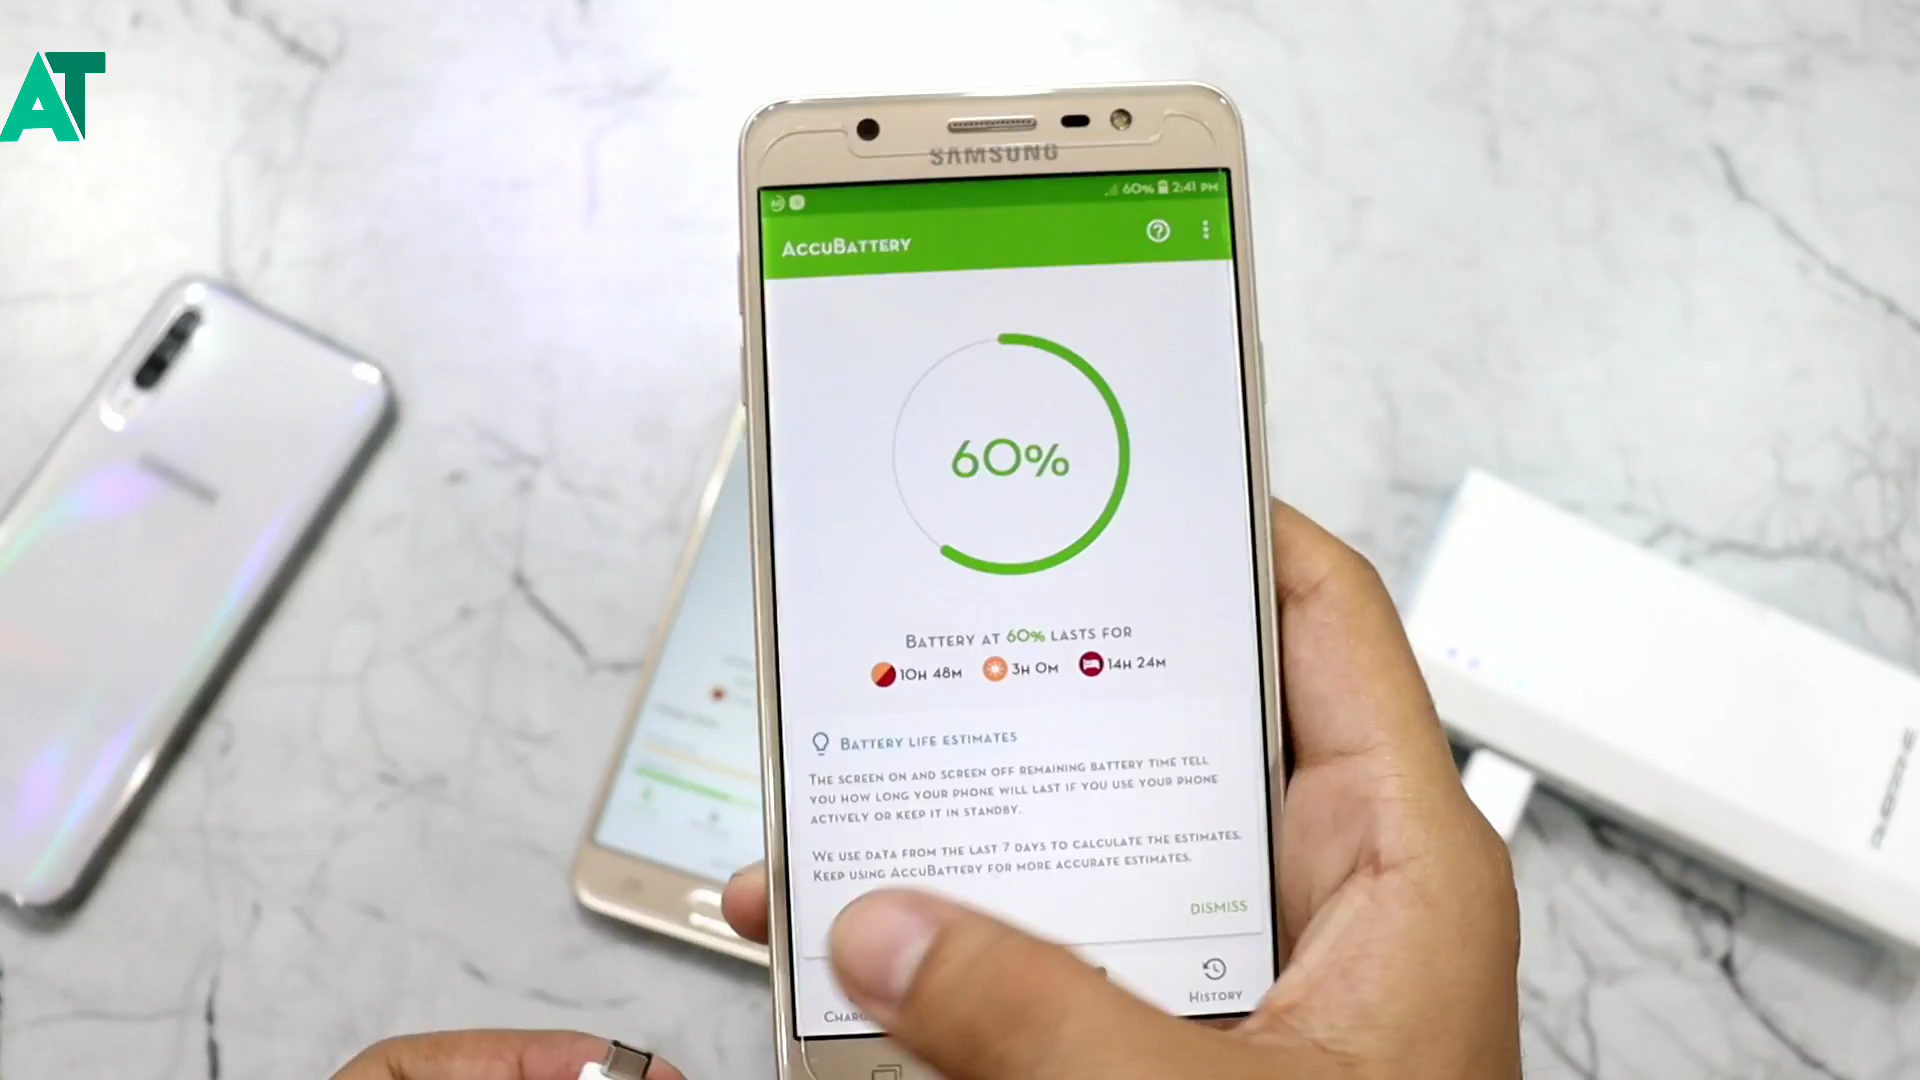 AT
SAMSUNG
60% 2:41 PM
AccuBattery
60%
Battery at 60% lasts for
10h 48m 3h 0m 14h 24m
Battery life estimates
The screen on and screen off remaining battery time tell
you how long your phone will last if you use your phone
actively or keep it in standby.
We use data from the last 7 days to calculate the estimates.
Keep using AccuBattery for more accurate estimates.
DISMISS
History